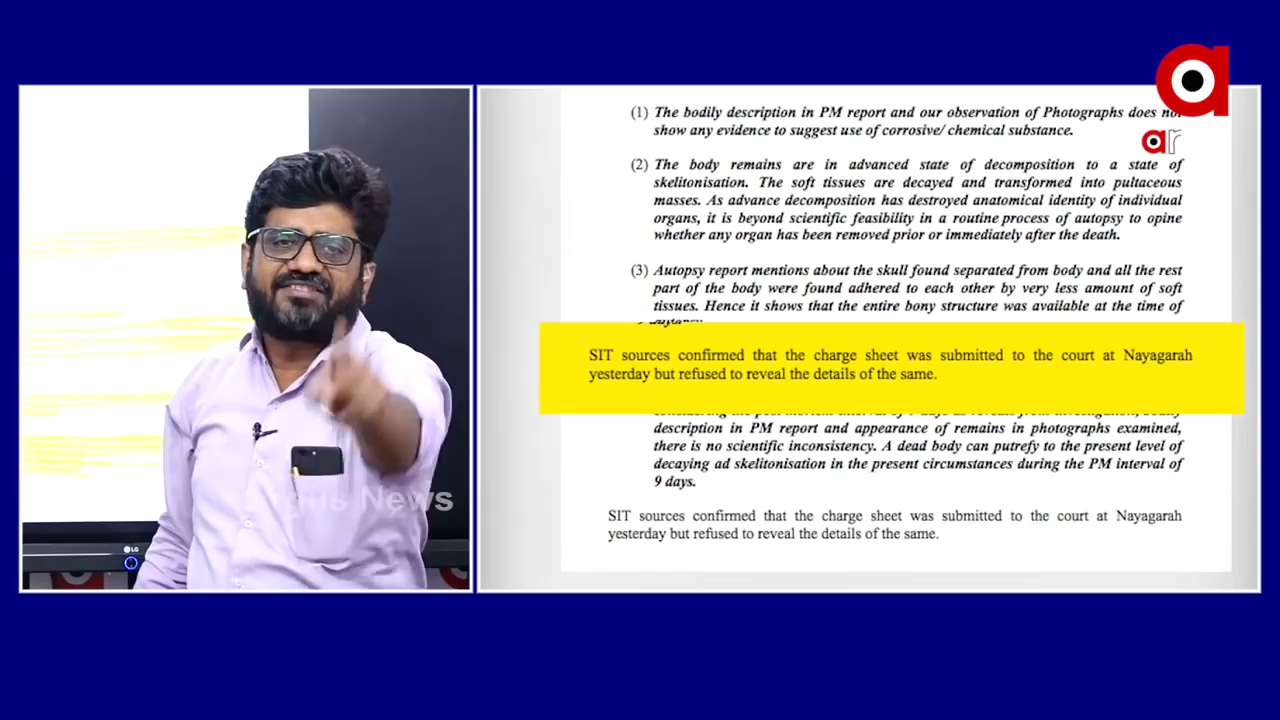 (1) The bodily description in PM report and our observation of Photographs does not
show any evidence to suggest use of corrosive/ chemical substance.
(2) The body remains are in advanced state of decomposition to a state of
skelitonisation. The soft tissues are decayed and transformed into pultaceous
masses. As advance decomposition has destroyed anatomical identity of individual
organs, it is beyond scientific feasibility in a routine process of autopsy to opine
whether any organ has been removed prior or immediately after the death.
(3) Autopsy report mentions about the skull found separated from body and all the rest
part of the body were found adhered to each other by very less amount of soft
tissues. Hence it shows that the entire bony structure was available at the time of
SIT sources confirmed that the charge sheet was submitted to the court at Nayagarah
yesterday but refused to reveal the details of the same.
description in PM report and appearance of remains in photographs examined,
there is no scientific inconsistency. A dead body can putrefy to the present level of
decaying ad skelitonisation in the present circumstances during the PM interval of
9 days.
SIT sources confirmed that the charge sheet was submitted to the court at Nayagarah
yesterday but refused to reveal the details of the same.
a
ar
News
LG